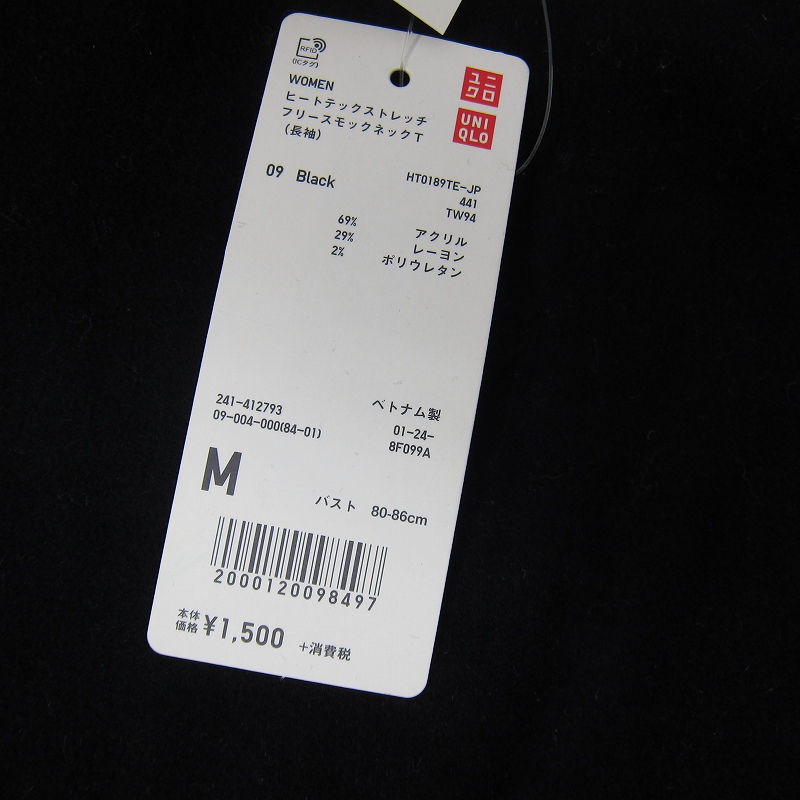 RFID
(ICタグ)
ユニ
クロ
UNI
QLO
WOMEN
ヒートテックストレッチ
フリースモックネックT
(長袖)
09 Black
HT0189TE-JP
441
TW94
69% アクリル
29% レーヨン
2% ポリウレタン
241-412793
09-004-000(84-01)
ベトナム製
01-24-
8F099A
M
バスト 80-86cm
2000120098497
本体
価格 ¥1,500 +消費税